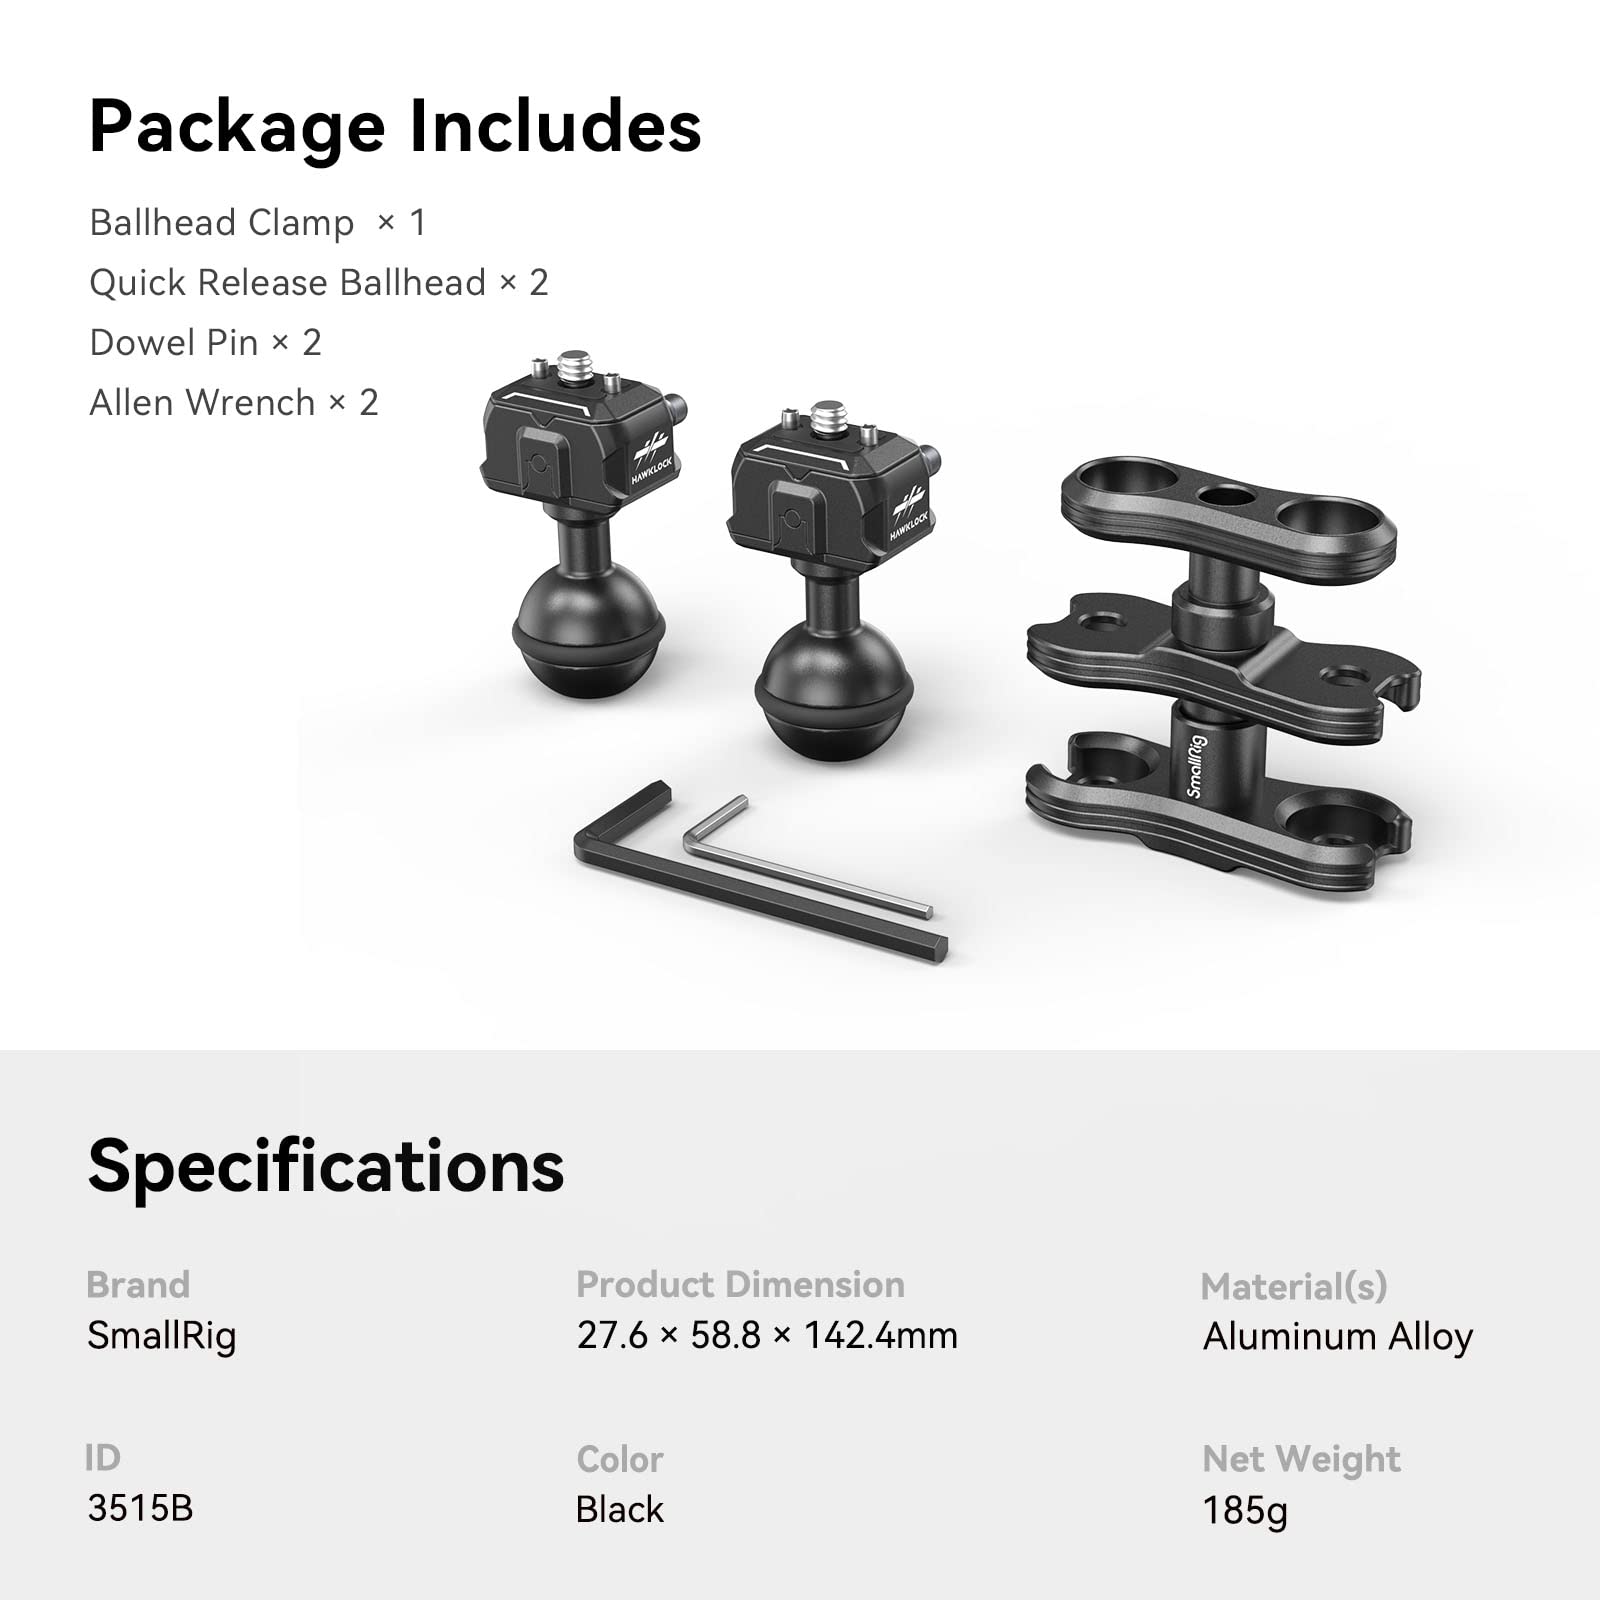 Package Includes
Ballhead Clamp × 1
Quick Release Ballhead × 2
Dowel Pin × 2
Allen Wrench × 2
HAWKLOCK
HAWKLOCK
SmallRig
Specifications
Brand
SmallRig
Product Dimension
27.6 × 58.8 × 142.4mm
Material(s)
Aluminum Alloy
ID
3515B
Color
Black
Net Weight
185g